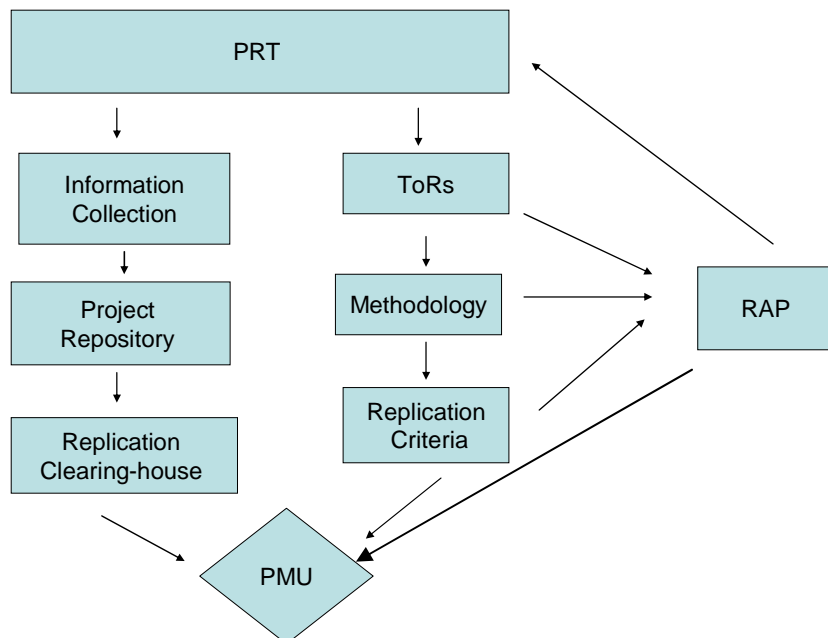 PRT
Information
Collection
ToRs
Project
Repository
Methodology
RAP
Replication
Clearing-house
Replication
Criteria
PMU